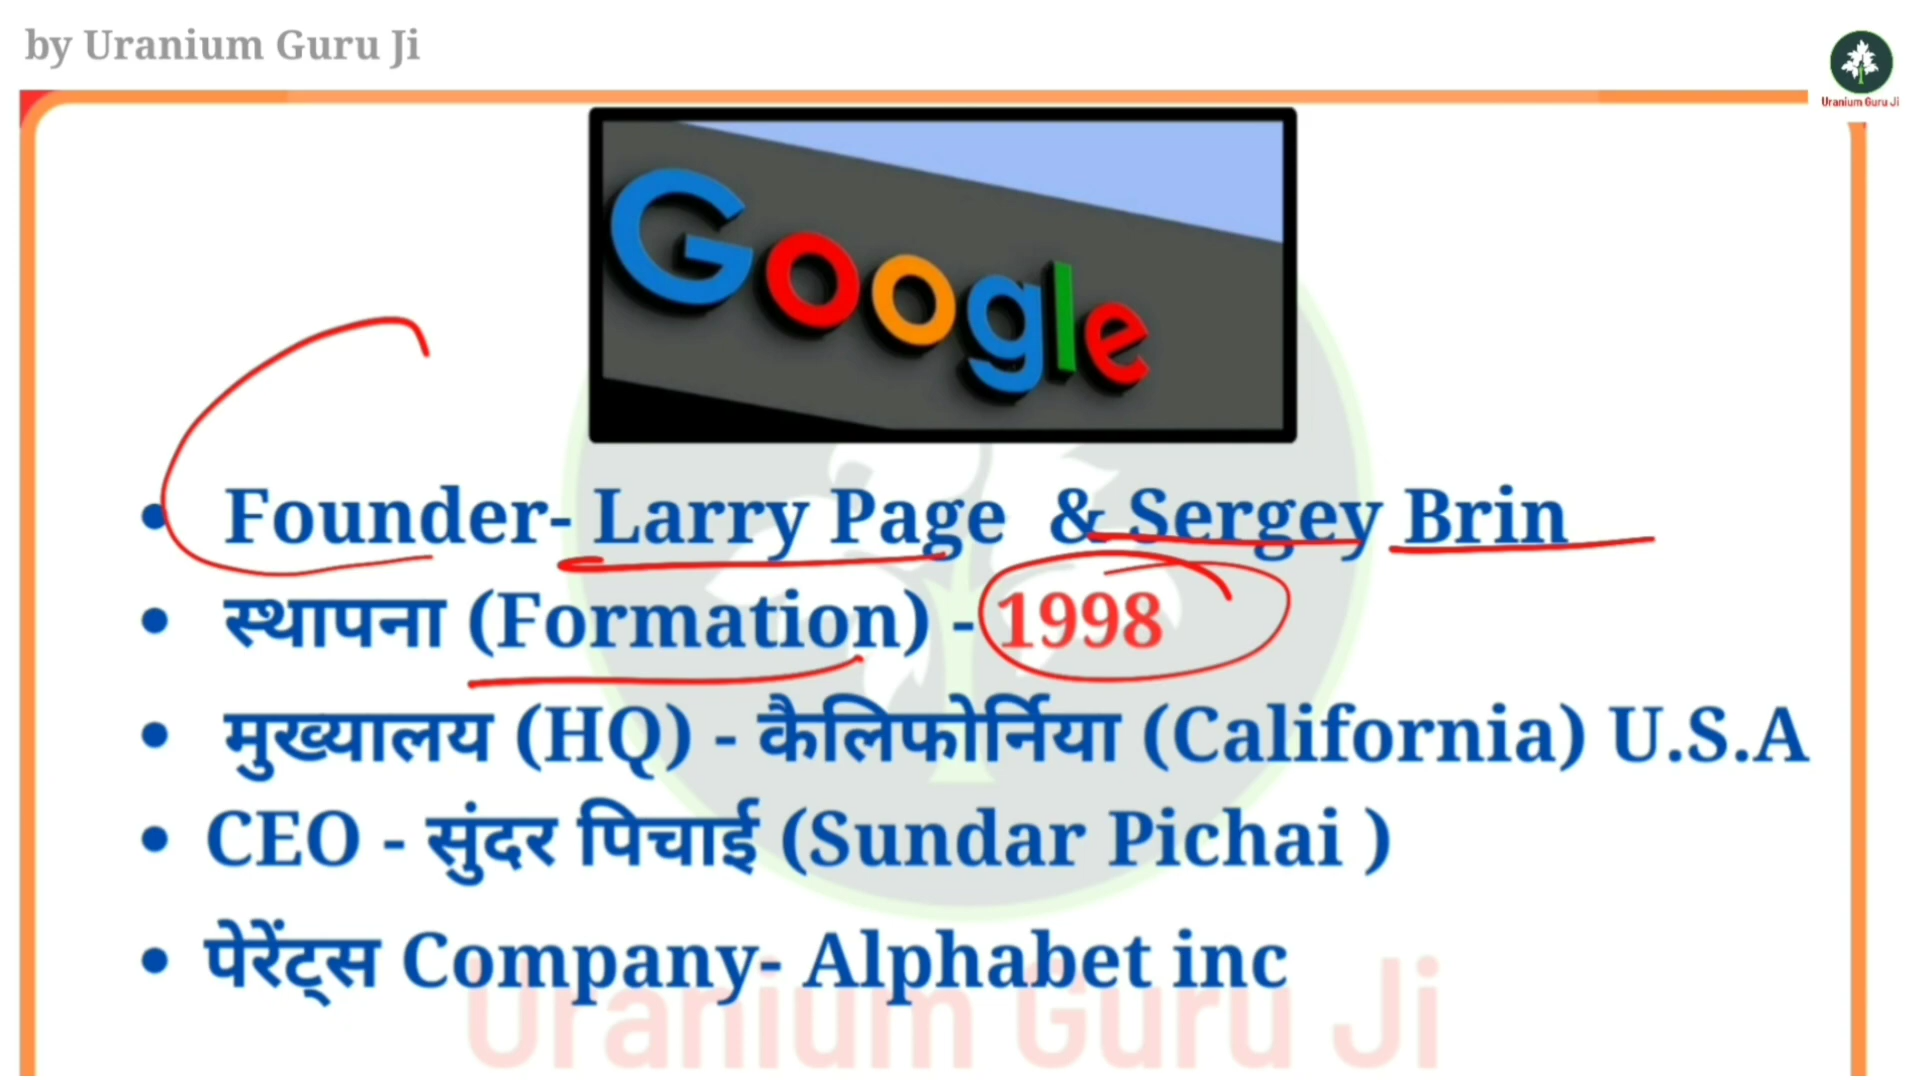 by Uranium Guru Ji
Uranium Guru Ji
Google
Founder- Larry Page & Sergey Brin
स्थापना (Formation) - 1998
मुख्यालय (HQ) - कैलिफोर्निया (California) U.S.A
CEO - सुंदर पिचाई (Sundar Pichai )
पेरेंट्स Company- Alphabet inc
Uranium Guru Ji